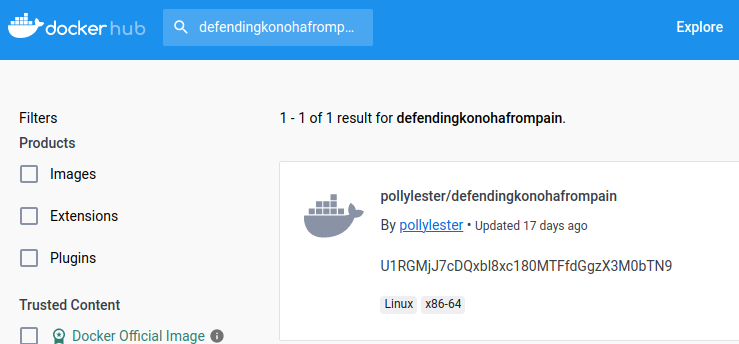 docker hub
defendingkonohafromp...
Explore
Filters
1 - 1 of 1 result for defendingkonohafrompain.
Products
Images
Extensions
Plugins
Trusted Content
Docker Official Image
pollylester/defendingkonohafrompain
By pollylester • Updated 17 days ago
U1RGMjJ7cDQxbl8xc180MTFfdGgzX3M0bTN9
Linux x86-64